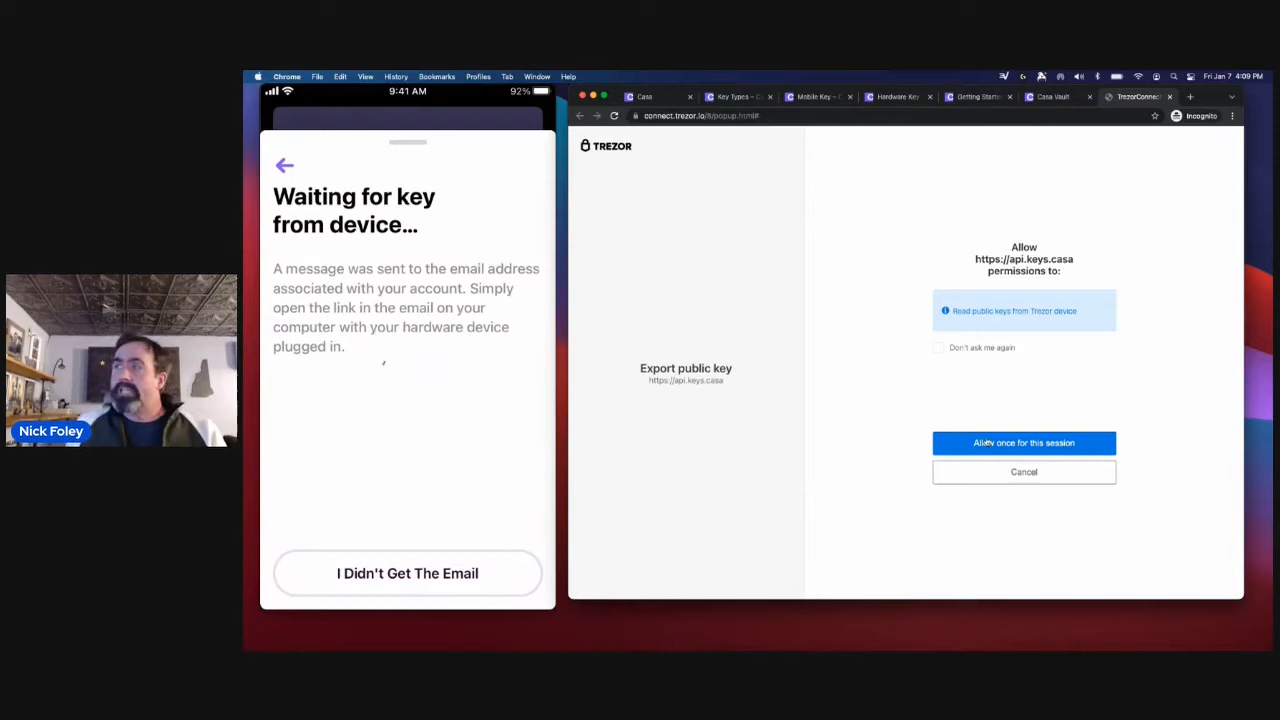 Chrome File Edit View History Bookmarks Profiles Tab Window Help
Fri Jan 7 4:09 PM
9:41 AM
92%
Waiting for key
from device...
A message was sent to the email address
associated with your account. Simply
open the link in the email on your
computer with your hardware device
plugged in.
I Didn't Get The Email
Casa
Key Types – C
Mobile Key – C
Hardware Key
Getting Starte
Casa Vault
TrezorConnect
connect.trezor.io/8/popup.html#
Incognito
TREZOR
Export public key
https://api.keys.casa
Allow
https://api.keys.casa
permissions to:
Read public keys from Trezor device
Don't ask me again
Allow once for this session
Cancel
Nick Foley